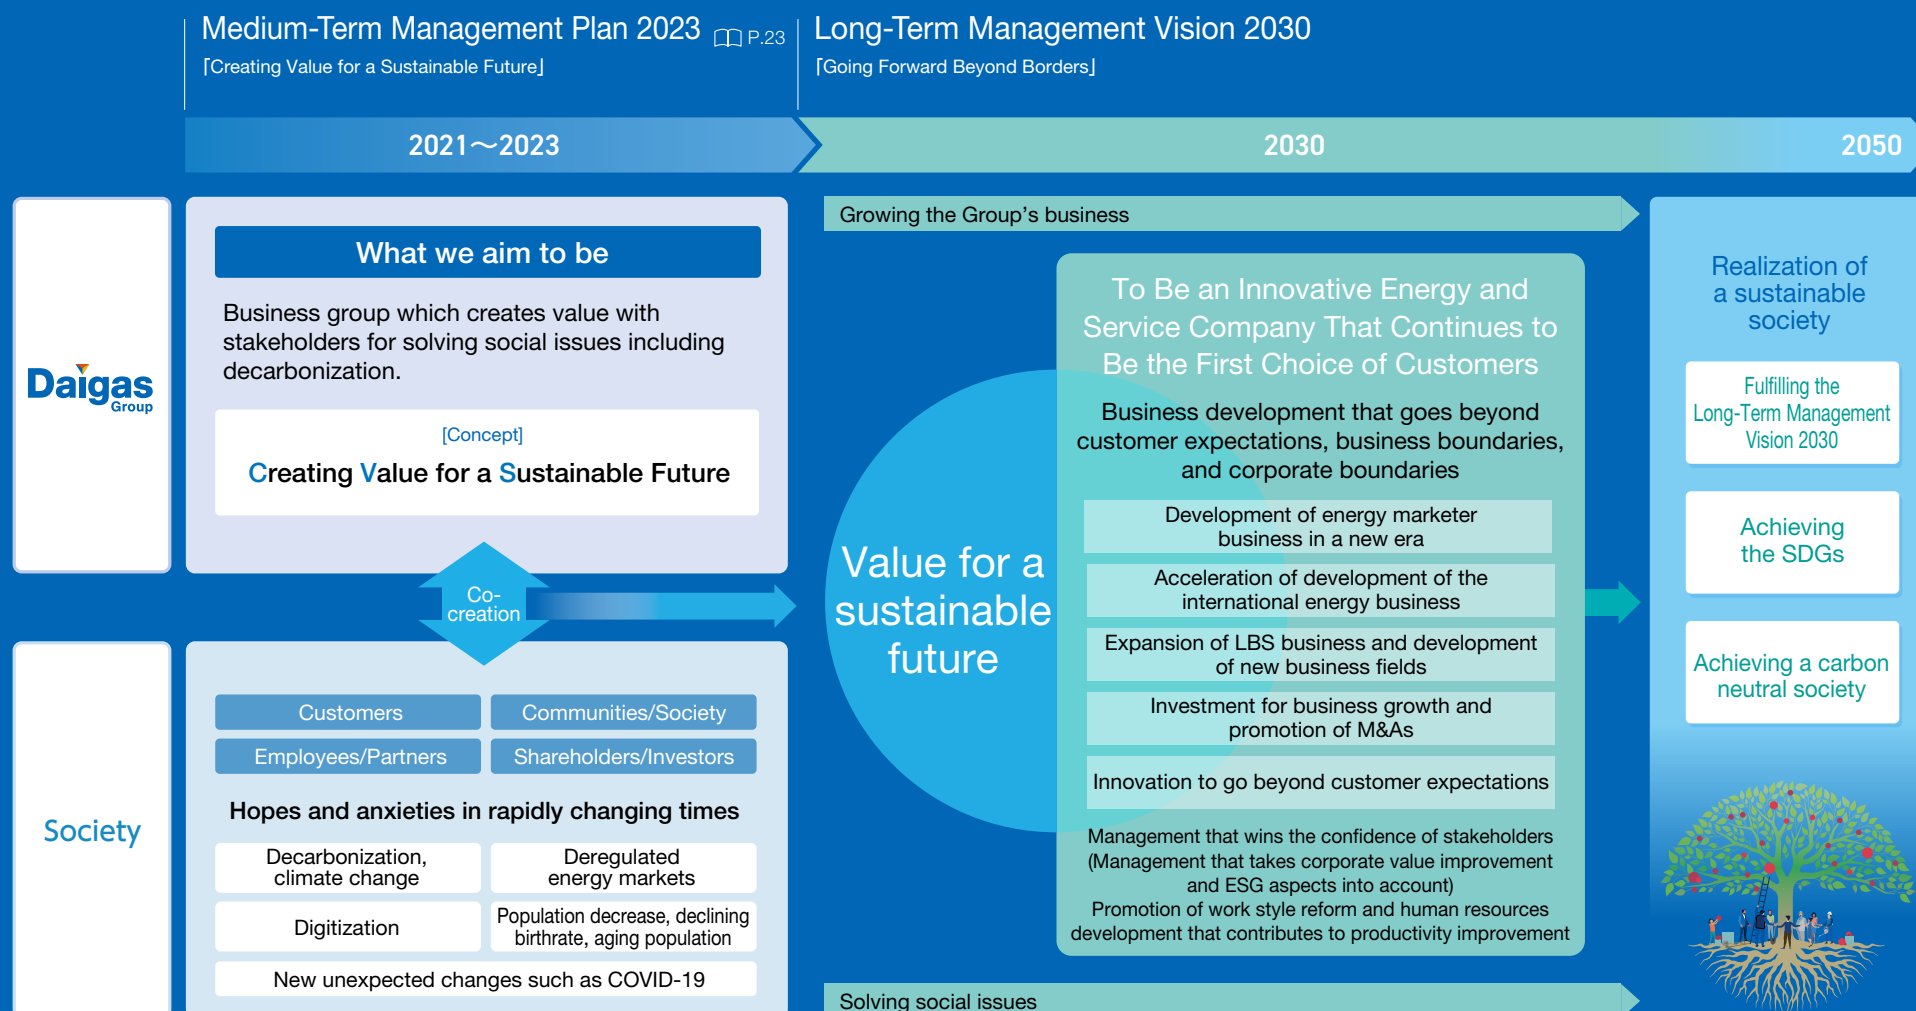 Medium-Term Management Plan 2023 P.23
｢Creating Value for a Sustainable Future｣
Long-Term Management Vision 2030
｢Going Forward Beyond Borders｣
2021～2023
2030
2050
Daigas
Group
What we aim to be
Business group which creates value with
stakeholders for solving social issues including
decarbonization.
[Concept]
Creating Value for a Sustainable Future
Co-
creation
Society
Customers
Communities/Society
Employees/Partners
Shareholders/Investors
Hopes and anxieties in rapidly changing times
Decarbonization,
climate change
Deregulated
energy markets
Digitization
Population decrease, declining
birthrate, aging population
New unexpected changes such as COVID-19
Growing the Group's business
Value for a
sustainable
future
To Be an Innovative Energy and
Service Company That Continues to
Be the First Choice of Customers
Business development that goes beyond
customer expectations, business boundaries,
and corporate boundaries
Development of energy marketer
business in a new era
Acceleration of development of the
international energy business
Expansion of LBS business and development
of new business fields
Investment for business growth and
promotion of M&As
Innovation to go beyond customer expectations
Management that wins the confidence of stakeholders
(Management that takes corporate value improvement
and ESG aspects into account)
Promotion of work style reform and human resources
development that contributes to productivity improvement
Solving social issues
Realization of
a sustainable
society
Fulfilling the
Long-Term Management
Vision 2030
Achieving
the SDGs
Achieving a carbon
neutral society